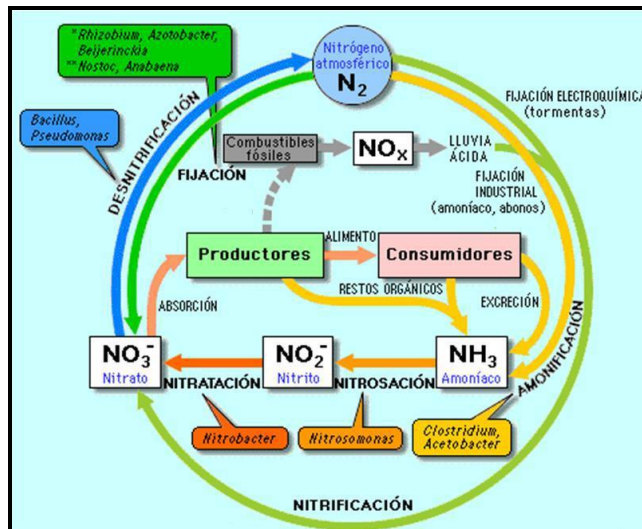 *Rhizobium, Azotobacter,
Beijerinckia
**Nostoc, Anabaena
Nitrógeno
atmosférico
N₂
FIJACIÓN ELECTROQUÍMICA
(tormentas)
Bacillus,
Pseudomonas
DESNITRIFICACIÓN
FIJACIÓN
Combustibles
fósiles
NOₓ
LLUVIA
ÁCIDA
FIJACIÓN
INDUSTRIAL
(amoníaco, abonos)
Productores
ALIMENTO
Consumidores
RESTOS ORGÁNICOS
ABSORCIÓN
EXCRECIÓN
NO₃⁻
Nitrato
NITRATACIÓN
NO₂⁻
Nitrito
NITROSACIÓN
NH₃
Amoníaco
AMONIFICACIÓN
Nitrobacter
Nitrosomonas
Clostridium,
Acetobacter
NITRIFICACIÓN